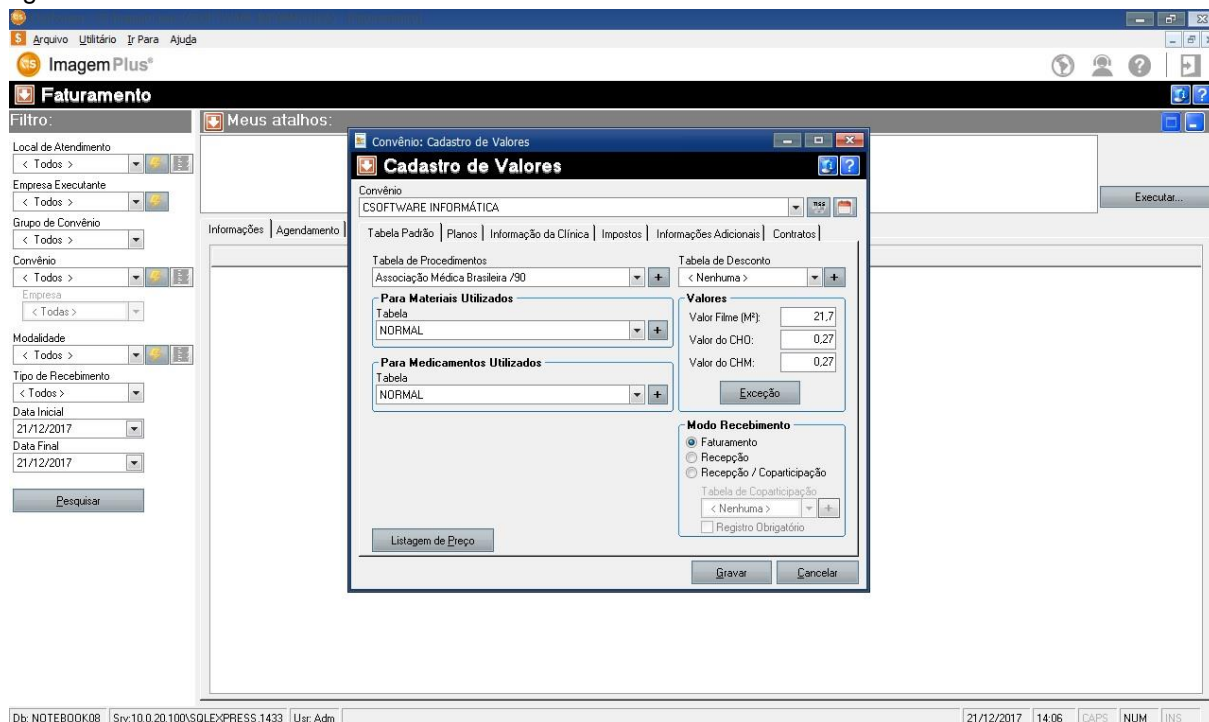 Arquivo Utilitário Ir Para Ajuda
CS ImagemPlus®
Faturamento
Filtro:
Meus atalhos:
Local de Atendimento
< Todos >
Empresa Executante
< Todos >
Grupo de Convênio
< Todos >
Convênio
< Todos >
Empresa
< Todas >
Modalidade
< Todos >
Tipo de Recebimento
< Todos >
Data Inicial
21/12/2017
Data Final
21/12/2017
Pesquisar
Executar...
Informações Agendamento
Convênio: Cadastro de Valores
Cadastro de Valores
Convênio
CSOFTWARE INFORMÁTICA
Tabela Padrão Planos Informação da Clínica Impostos Informações Adicionais Contratos
Tabela de Procedimentos
Associação Médica Brasileira /90
Tabela de Desconto
< Nenhuma >
Para Materiais Utilizados
Tabela
NORMAL
Para Medicamentos Utilizados
Tabela
NORMAL
Valores
Valor Filme (M²): 21,7
Valor do CHO: 0,27
Valor do CHM: 0,27
Exceção
Modo Recebimento
Faturamento
Recepção
Recepção / Coparticipação
Tabela de Coparticipação
< Nenhuma >
Registro Obrigatório
Listagem de Preço
Gravar Cancelar
Db: NOTEBOOK08 Srv:10.0.20.100\SQLEXPRESS,1433 Usr: Adm 21/12/2017 14:06 CAPS NUM INS